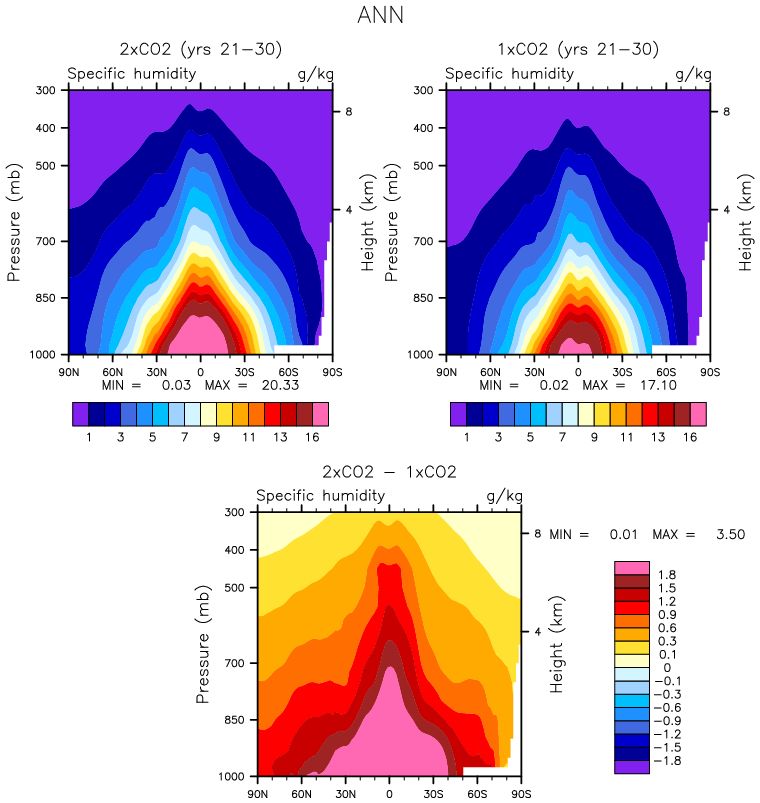 ANN
2xCO2 (yrs 21−30)
1xCO2 (yrs 21−30)
Specific humidity g/kg
Specific humidity g/kg
300
400
500
700
850
1000
Pressure (mb)
8
4
Height (km)
90N 60N 30N 0 30S 60S 90S
MIN = 0.03 MAX = 20.33
1 3 5 7 9 11 13 16
300
400
500
700
850
1000
Pressure (mb)
8
4
Height (km)
90N 60N 30N 0 30S 60S 90S
MIN = 0.02 MAX = 17.10
1 3 5 7 9 11 13 16
2xCO2 − 1xCO2
Specific humidity g/kg
300
400
500
700
850
1000
Pressure (mb)
8
4
Height (km)
90N 60N 30N 0 30S 60S 90S
MIN = 0.01 MAX = 3.50
1.8
1.5
1.2
0.9
0.6
0.3
0.1
0
−0.1
−0.3
−0.6
−0.9
−1.2
−1.5
−1.8